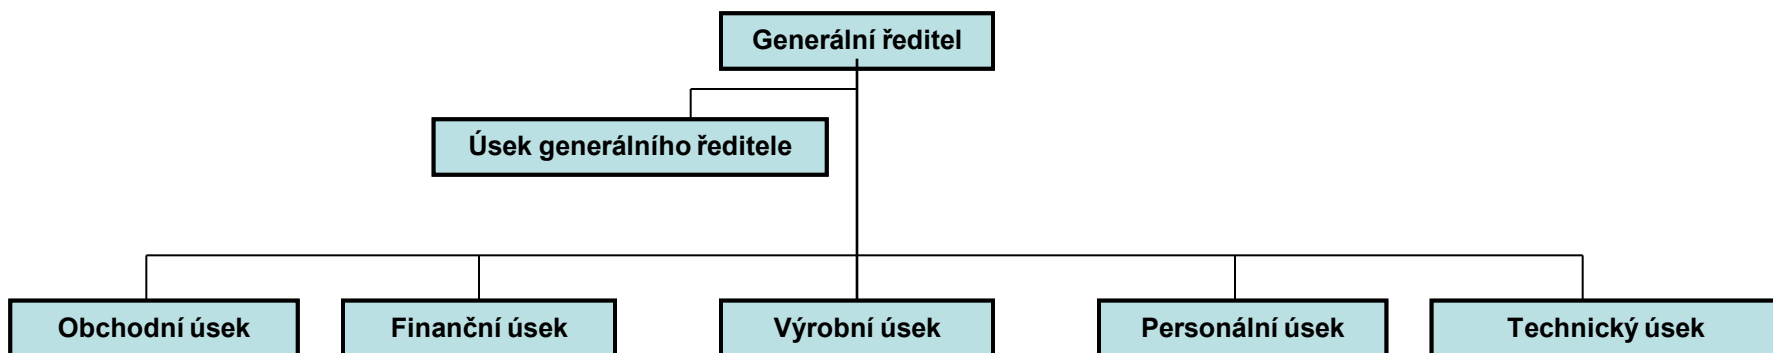 Generální ředitel
Úsek generálního ředitele
Obchodní úsek
Finanční úsek
Výrobní úsek
Personální úsek
Technický úsek